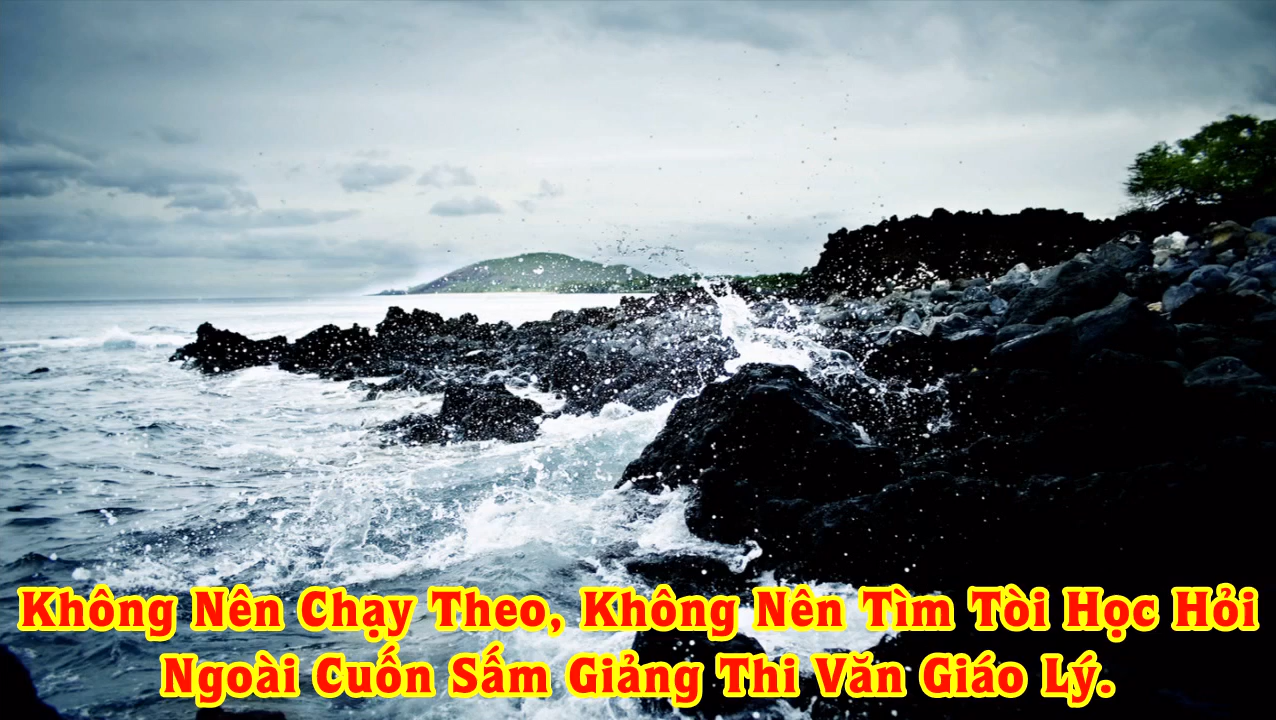 Không Nên Chạy Theo, Không Nên Tìm Tòi Học Hỏi
Ngoài Cuốn Sấm Giảng Thi Văn Giáo Lý.